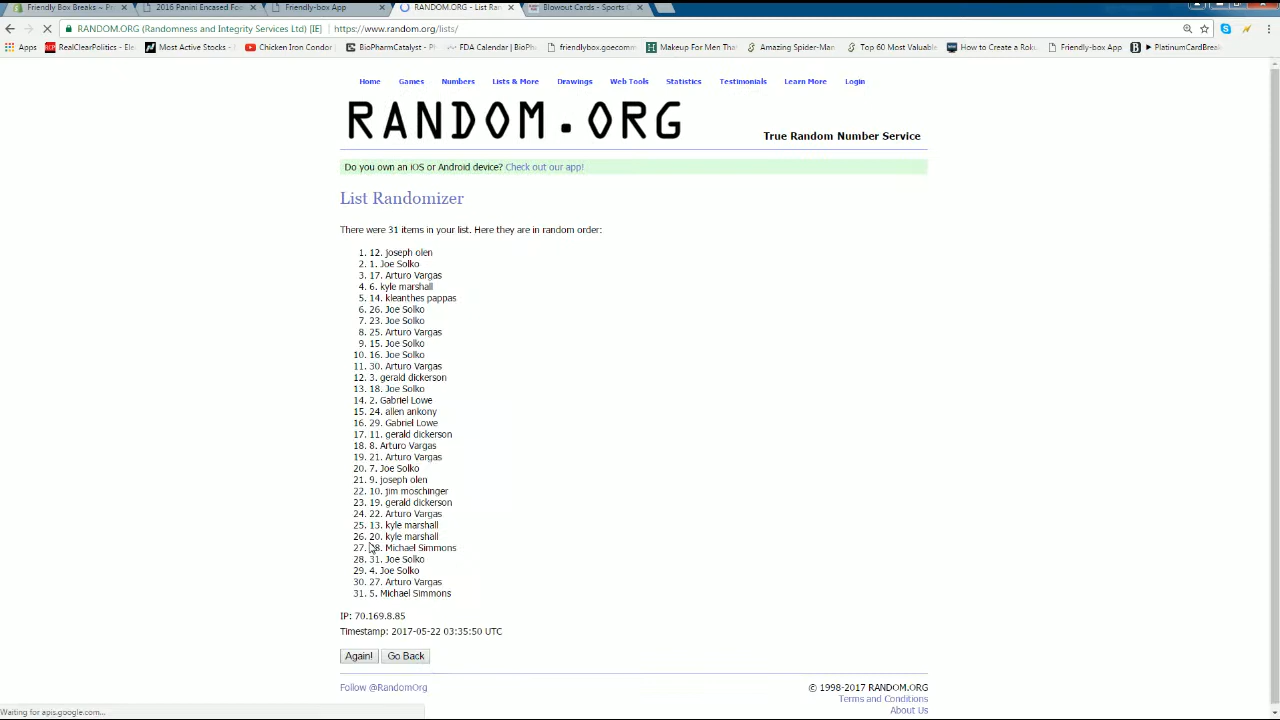 Friendly Box Breaks ~ Pr
2016 Panini Encased Foo
Friendly-box App
RANDOM.ORG - List Ran
Blowout Cards - Sports C
RANDOM.ORG (Randomness and Integrity Services Ltd) [IE]
https://www.random.org/lists/
Apps
RealClearPolitics - Elec
Most Active Stocks -
Chicken Iron Condor
BioPharmCatalyst - P
FDA Calendar | BioPh
friendlybox.goecomm
Makeup For Men That
Amazing Spider-Man
Top 60 Most Valuable
How to Create a Rou
Friendly-box App
PlatinumCardBreak
Home
Games
Numbers
Lists & More
Drawings
Web Tools
Statistics
Testimonials
Learn More
Login
RANDOM.ORG
True Random Number Service
Do you own an iOS or Android device? Check out our app!
List Randomizer
There were 31 items in your list. Here they are in random order:
1. 12. joseph olen
2. 1. Joe Solko
3. 17. Arturo Vargas
4. 6. kyle marshall
5. 14. kleanthes pappas
6. 26. Joe Solko
7. 23. Joe Solko
8. 25. Arturo Vargas
9. 15. Joe Solko
10. 16. Joe Solko
11. 30. Arturo Vargas
12. 3. gerald dickerson
13. 18. Joe Solko
14. 2. Gabriel Lowe
15. 24. allen ankony
16. 29. Gabriel Lowe
17. 11. gerald dickerson
18. 8. Arturo Vargas
19. 21. Arturo Vargas
20. 7. Joe Solko
21. 9. joseph olen
22. 10. jim moschinger
23. 19. gerald dickerson
24. 22. Arturo Vargas
25. 13. kyle marshall
26. 20. kyle marshall
27. 28. Michael Simmons
28. 31. Joe Solko
29. 4. Joe Solko
30. 27. Arturo Vargas
31. 5. Michael Simmons
IP: 70.169.8.85
Timestamp: 2017-05-22 03:35:50 UTC
Again!
Go Back
Follow @RandomOrg
© 1998-2017 RANDOM.ORG
Terms and Conditions
About Us
Waiting for apis.google.com...